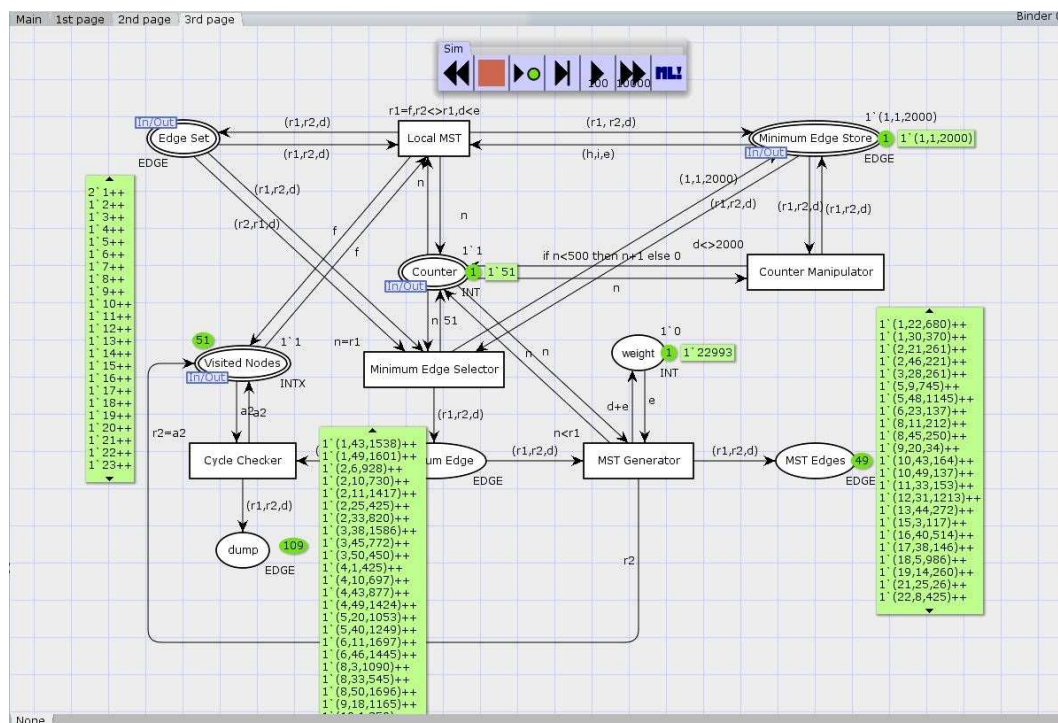 Main 1st page 2nd page 3rd page
Binder
Sim
100
10000
ML!
r1=f,r2<>r1,d<e
In/Out
Edge Set
EDGE
(r1,r2,d)
(r1,r2,d)
Local MST
(r1, r2,d)
(h,i,e)
1`(1,1,2000)
Minimum Edge Store
1
1`(1,1,2000)
In/Out
EDGE
2`1++
1`2++
1`3++
1`4++
1`5++
1`6++
1`7++
1`8++
1`9++
1`10++
1`11++
1`12++
1`13++
1`14++
1`15++
1`16++
1`17++
1`18++
1`19++
1`20++
1`21++
1`22++
1`23++
(r1,r2,d)
(r2,r1,d)
n
n
f
f
(1,1,2000)
(r1,r2,d)
(r1,r2,d)
(r1,r2,d)
d<>2000
1`1
Counter
1
1`51
In/Out
INT
if n<500 then n+1 else 0
n
Counter Manipulator
n
51
n=r1
Minimum Edge Selector
51
1`1
Visited Nodes
In/Out
INTX
n
n
1`0
weight
1
1`22993
INT
d+e
e
(r1,r2,d)
n<r1
a2
a2
r2=a2
Cycle Checker
um Edge
EDGE
(r1,r2,d)
MST Generator
(r1,r2,d)
MST Edges
49
EDGE
(r1,r2,d)
dump
109
EDGE
r2
1`(1,43,1538)++
1`(1,49,1601)++
1`(2,6,928)++
1`(2,10,730)++
1`(2,11,1417)++
1`(2,25,425)++
1`(2,33,820)++
1`(3,38,1586)++
1`(3,45,772)++
1`(3,50,450)++
1`(4,1,425)++
1`(4,10,697)++
1`(4,43,877)++
1`(4,49,1424)++
1`(5,20,1053)++
1`(5,40,1249)++
1`(6,11,1697)++
1`(6,46,1445)++
1`(8,3,1090)++
1`(8,33,545)++
1`(8,50,1696)++
1`(9,18,1165)++
1`(1,22,680)++
1`(1,30,370)++
1`(2,21,261)++
1`(2,46,221)++
1`(3,28,261)++
1`(5,9,745)++
1`(5,48,1145)++
1`(6,23,137)++
1`(8,11,212)++
1`(8,45,250)++
1`(9,20,34)++
1`(10,43,164)++
1`(10,49,137)++
1`(11,33,153)++
1`(12,31,1213)++
1`(13,44,272)++
1`(15,3,117)++
1`(16,40,514)++
1`(17,38,146)++
1`(18,5,986)++
1`(19,14,260)++
1`(21,25,26)++
1`(22,8,425)++
None